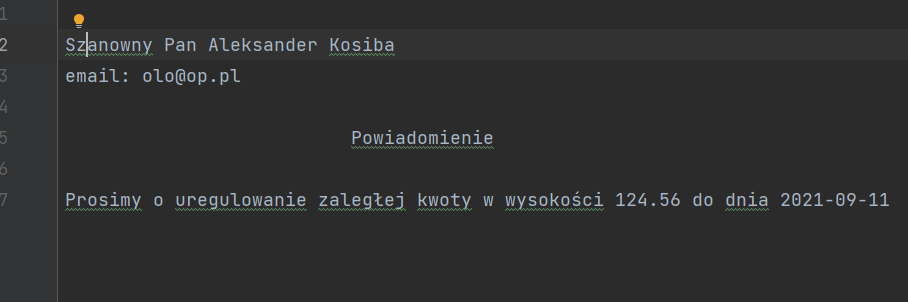 1
2 Szanowny Pan Aleksander Kosiba
3 email: olo@op.pl
4
5 Powiadomienie
6
7 Prosimy o uregulowanie zaległej kwoty w wysokości 124.56 do dnia 2021-09-11